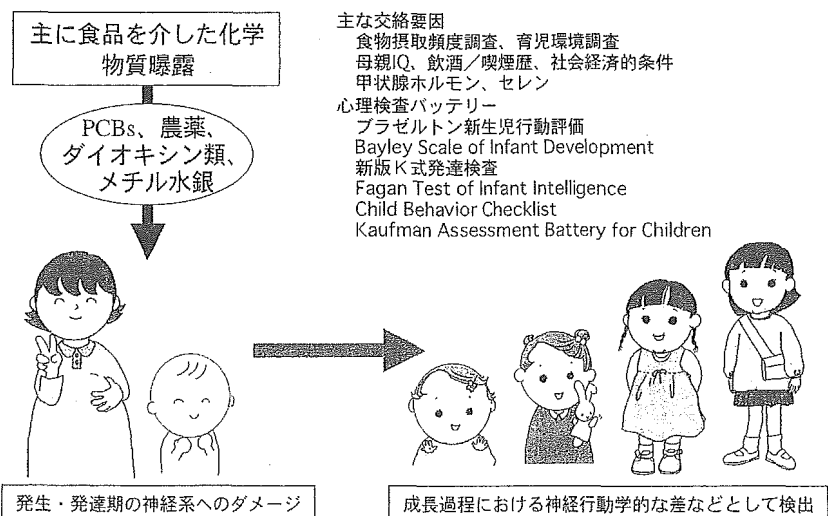 主に食品を介した化学
物質曝露
PCBs、農薬、
ダイオキシン類、
メチル水銀
主な交絡要因
食物摂取頻度調査、育児環境調査
母親IQ、飲酒／喫煙歴、社会経済的条件
甲状腺ホルモン、セレン
心理検査バッテリー
ブラゼルトン新生児行動評価
Bayley Scale of Infant Development
新版K式発達検査
Fagan Test of Infant Intelligence
Child Behavior Checklist
Kaufman Assessment Battery for Children
発生・発達期の神経系へのダメージ
成長過程における神経行動学的な差などとして検出